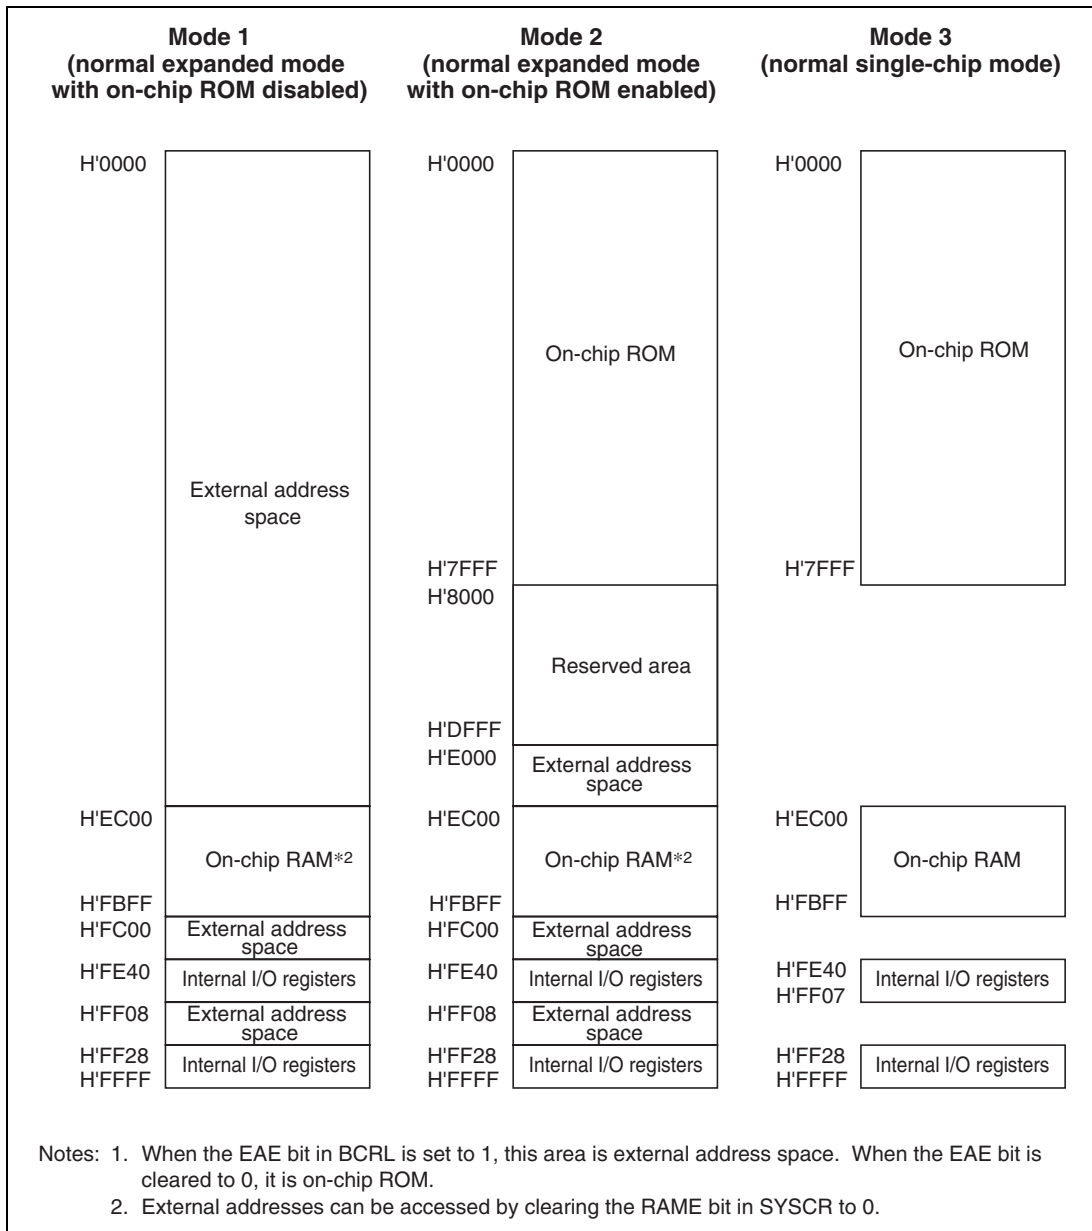 Mode 1
(normal expanded mode
with on-chip ROM disabled)
Mode 2
(normal expanded mode
with on-chip ROM enabled)
Mode 3
(normal single-chip mode)
H'0000
External address
space
H'EC00
On-chip RAM*2
H'FBFF
H'FC00
External address
space
H'FE40
Internal I/O registers
H'FF08
External address
space
H'FF28
Internal I/O registers
H'FFFF
H'0000
On-chip ROM
H'7FFF
H'8000
Reserved area
H'DFFF
H'E000
External address
space
H'EC00
On-chip RAM*2
H'FBFF
H'FC00
External address
space
H'FE40
Internal I/O registers
H'FF08
External address
space
H'FF28
Internal I/O registers
H'FFFF
H'0000
On-chip ROM
H'7FFF
H'EC00
On-chip RAM
H'FBFF
H'FE40
Internal I/O registers
H'FF07
H'FF28
Internal I/O registers
H'FFFF
Notes: 1. When the EAE bit in BCRL is set to 1, this area is external address space. When the EAE bit is
cleared to 0, it is on-chip ROM.
2. External addresses can be accessed by clearing the RAME bit in SYSCR to 0.